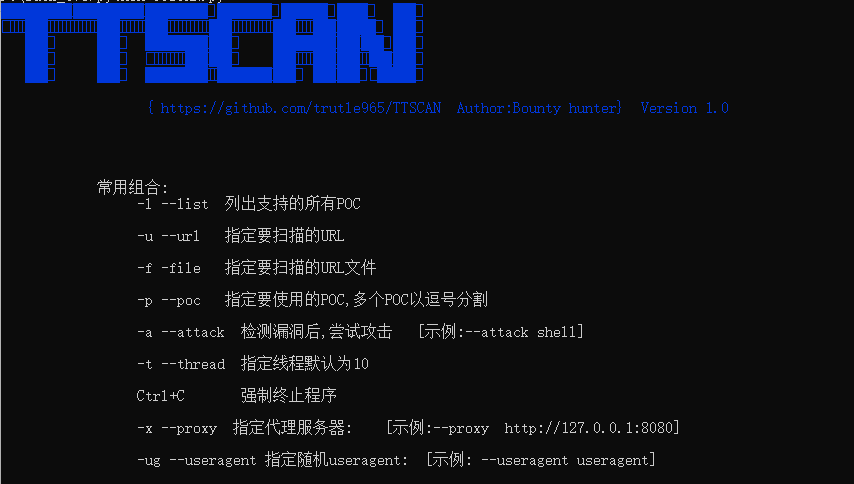 TTSCAN
{ https://github.com/trutle965/TTSCAN  Author:Bounty hunter}  Version 1.0
常用组合:
-l --list  列出支持的所有POC
-u --url   指定要扫描的URL
-f -file   指定要扫描的URL文件
-p --poc   指定要使用的POC,多个POC以逗号分割
-a --attack  检测漏洞后,尝试攻击   [示例:--attack shell]
-t --thread  指定线程默认为10
Ctrl+C       强制终止程序
-x --proxy  指定代理服务器:    [示例:--proxy  http://127.0.0.1:8080]
-ug --useragent 指定随机useragent:  [示例: --useragent useragent]